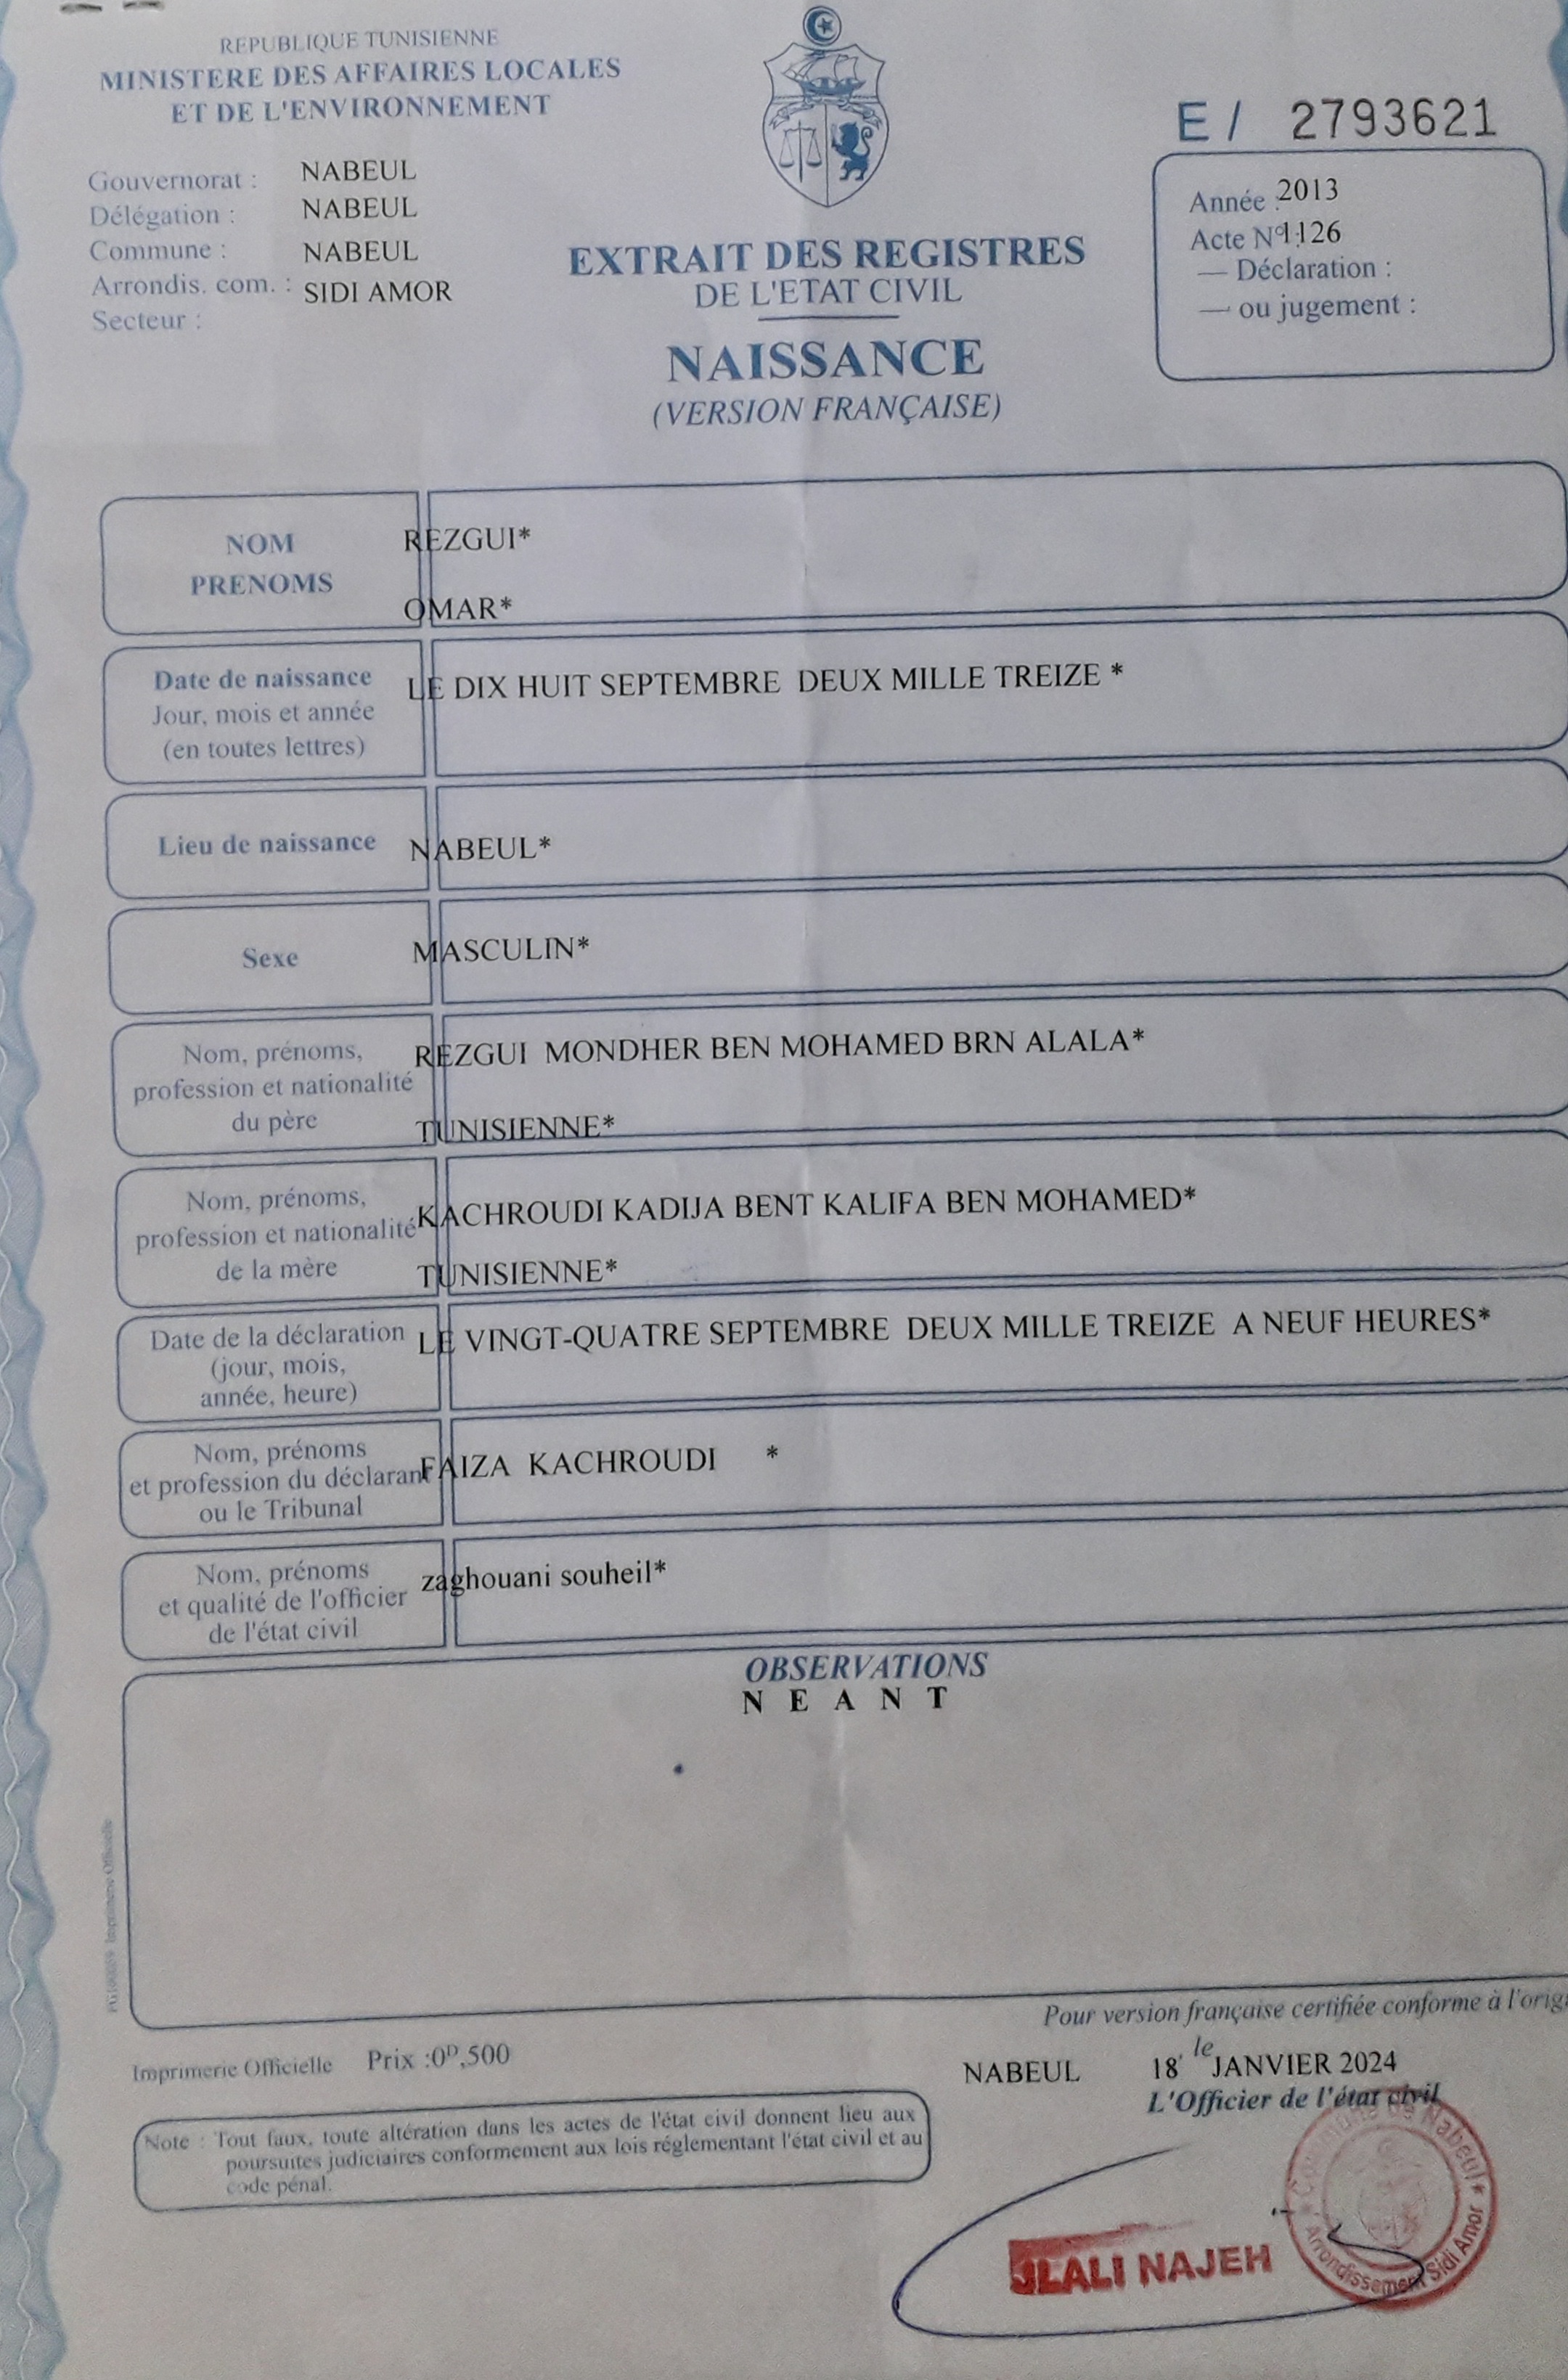 REPUBLIQUE TUNISIENNE
MINISTERE DES AFFAIRES LOCALES
ET DE L'ENVIRONNEMENT
Gouvernorat : NABEUL
Délégation : NABEUL
Commune : NABEUL
Arrondis. com. : SIDI AMOR
Secteur :
E / 2793621
Année : 2013
Acte N° : 1126
— Déclaration :
— ou jugement :
EXTRAIT DES REGISTRES
DE L'ETAT CIVIL
NAISSANCE
(VERSION FRANÇAISE)
NOM
PRENOMS
REZGUI*
OMAR*
Date de naissance
Jour, mois et année
(en toutes lettres)
LE DIX HUIT SEPTEMBRE DEUX MILLE TREIZE *
Lieu de naissance
NABEUL*
Sexe
MASCULIN*
Nom, prénoms,
profession et nationalité
du père
REZGUI MONDHER BEN MOHAMED BRN ALALA*
TUNISIENNE*
Nom, prénoms,
profession et nationalité
de la mère
KACHROUDI KADIJA BENT KALIFA BEN MOHAMED*
TUNISIENNE*
Date de la déclaration
(jour, mois,
année, heure)
LE VINGT-QUATRE SEPTEMBRE DEUX MILLE TREIZE A NEUF HEURES*
Nom, prénoms
et profession du déclarant
ou le Tribunal
FAIZA KACHROUDI *
Nom, prénoms
et qualité de l'officier
de l'état civil
zaghouani souheil*
OBSERVATIONS
N E A N T
Imprimerie Officielle
Pour version française certifiée conforme à l'origi
Imprimerie Officielle Prix :0ᴰ,500
NABEUL 18 le JANVIER 2024
L'Officier de l'état civil
Note : Tout faux, toute altération dans les actes de l'état civil donnent lieu aux
poursuites judiciaires conformement aux lois réglementant l'état civil et au
code pénal.
JLALI NAJEH
Commune de Nabeul
Arrondissement Sidi Amor